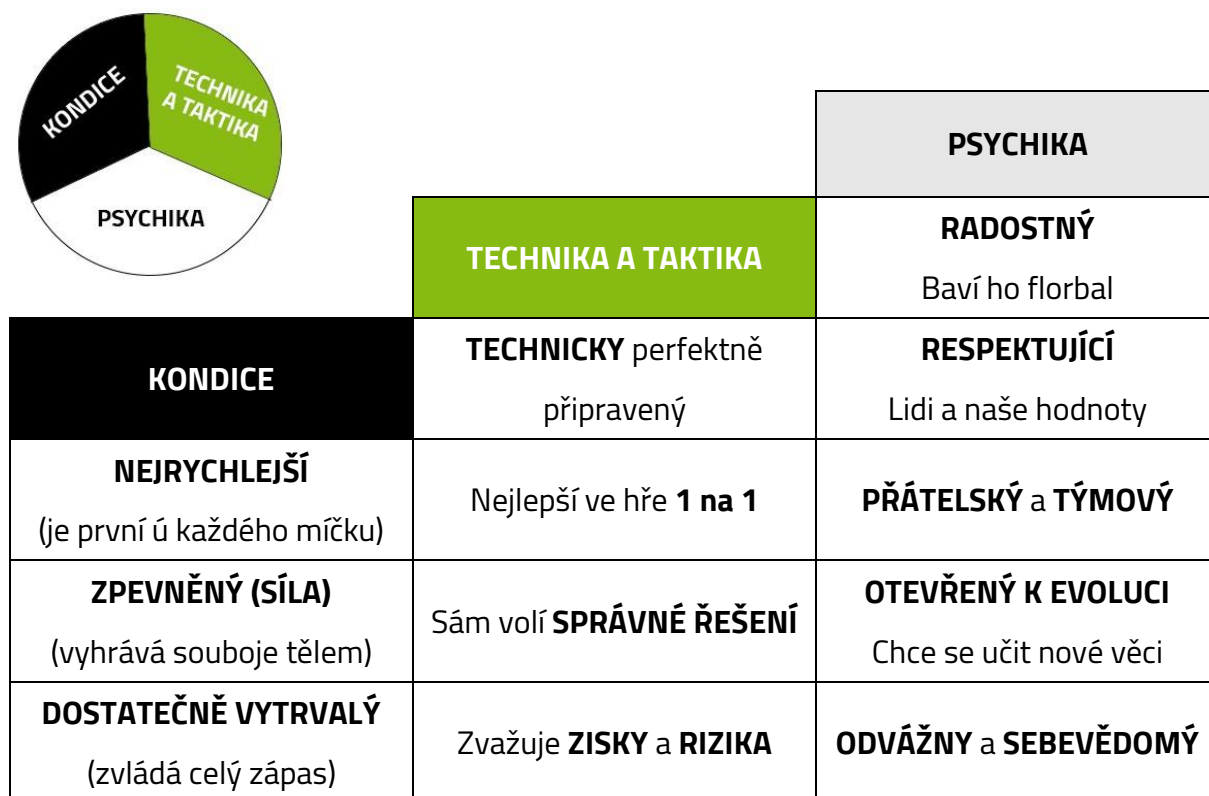 KONDICE
TECHNIKA
A TAKTIKA
PSYCHIKA
PSYCHIKA
RADOSTNÝ
Baví ho florbal
RESPEKTUJÍCÍ
Lidi a naše hodnoty
PŘÁTELSKÝ a TÝMOVÝ
OTEVŘENÝ K EVOLUCI
Chce se učit nové věci
ODVÁŽNY a SEBEVĚDOMÝ
TECHNIKA A TAKTIKA
TECHNICKY perfektně
připravený
Nejlepší ve hře 1 na 1
Sám volí SPRÁVNÉ ŘEŠENÍ
Zvažuje ZISKY a RIZIKA
KONDICE
NEJRYCHLEJŠÍ
(je první ú každého míčku)
ZPEVNĚNÝ (SÍLA)
(vyhrává souboje tělem)
DOSTATEČNĚ VYTRVALÝ
(zvládá celý zápas)